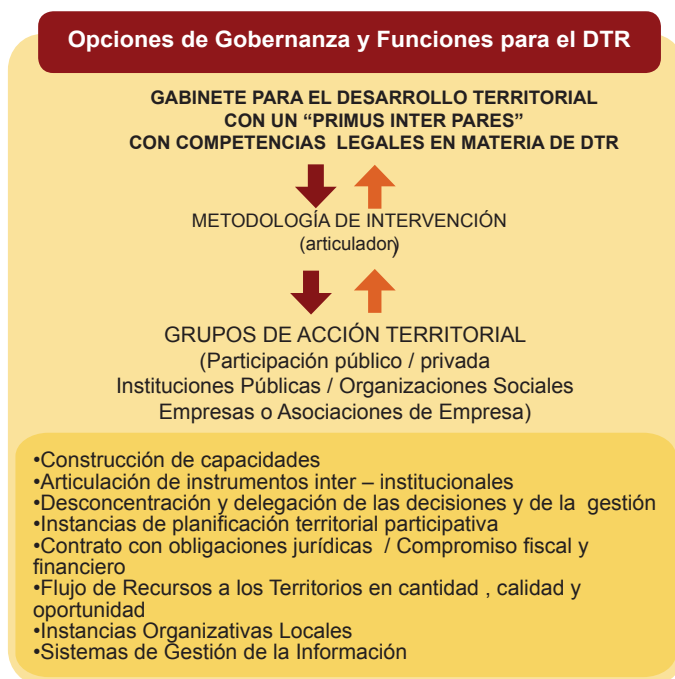 Opciones de Gobernanza y Funciones para el DTR
GABINETE PARA EL DESARROLLO TERRITORIAL
CON UN “PRIMUS INTER PARES”
CON COMPETENCIAS LEGALES EN MATERIA DE DTR
METODOLOGÍA DE INTERVENCIÓN
(articulador)
GRUPOS DE ACCIÓN TERRITORIAL
(Participación público / privada
Instituciones Públicas / Organizaciones Sociales
Empresas o Asociaciones de Empresa)
•Construcción de capacidades
•Articulación de instrumentos inter – institucionales
•Desconcentración y delegación de las decisiones y de la gestión
•Instancias de planificación territorial participativa
•Contrato con obligaciones jurídicas / Compromiso fiscal y
financiero
•Flujo de Recursos a los Territorios en cantidad , calidad y
oportunidad
•Instancias Organizativas Locales
•Sistemas de Gestión de la Información